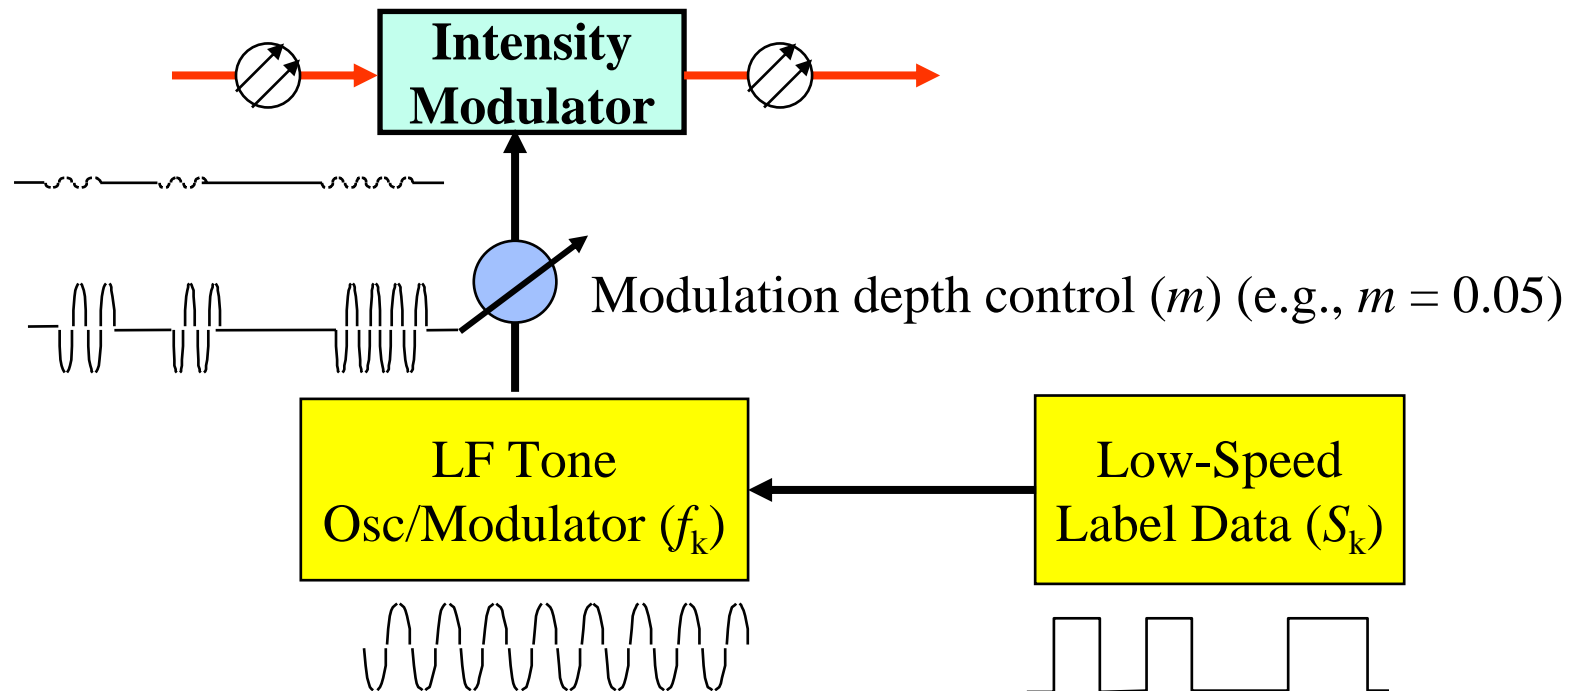 Intensity
Modulator
Modulation depth control (m) (e.g., m = 0.05)
LF Tone
Osc/Modulator (fk)
Low-Speed
Label Data (Sk)